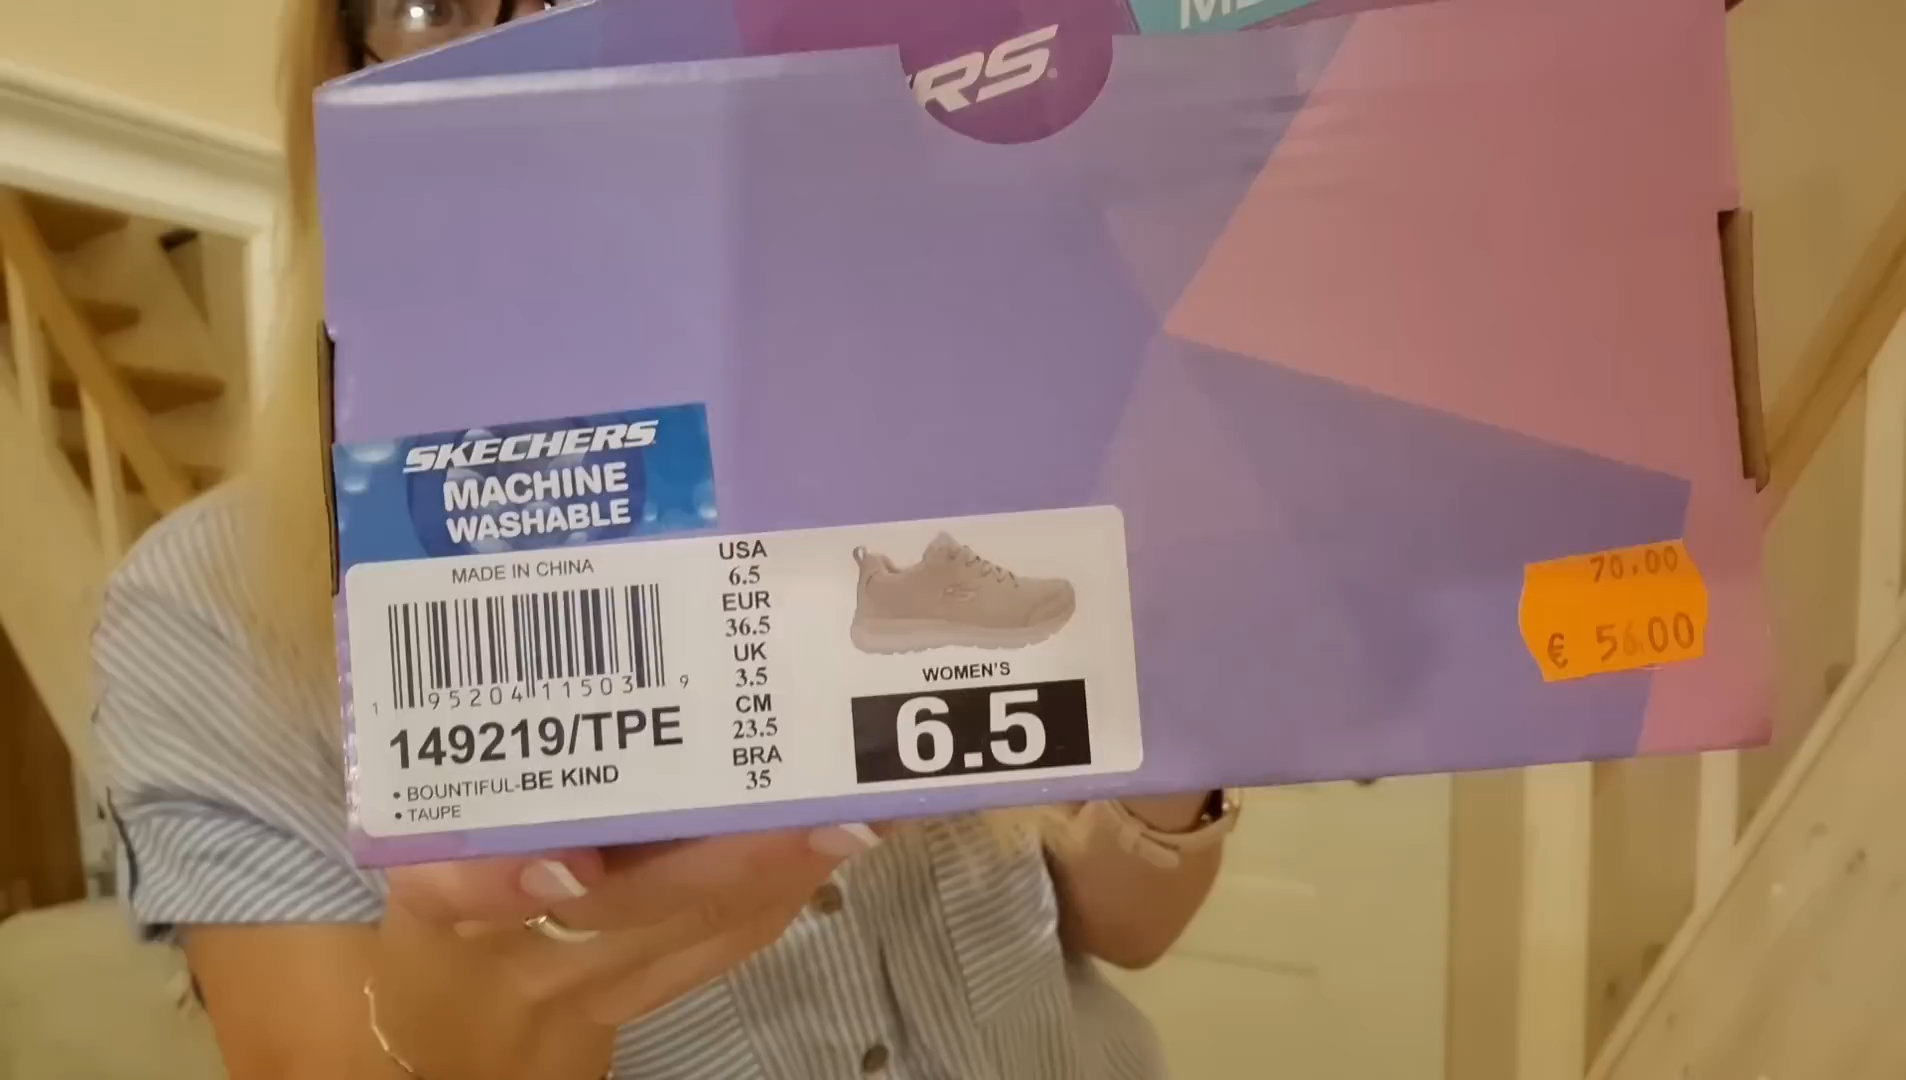 RS
SKECHERS
MACHINE
WASHABLE
MADE IN CHINA
1 95204 11503 9
149219/TPE
• BOUNTIFUL-BE KIND
• TAUPE
USA
6.5
EUR
36.5
UK
3.5
CM
23.5
BRA
35
WOMEN'S
6.5
70.00
€ 56.00